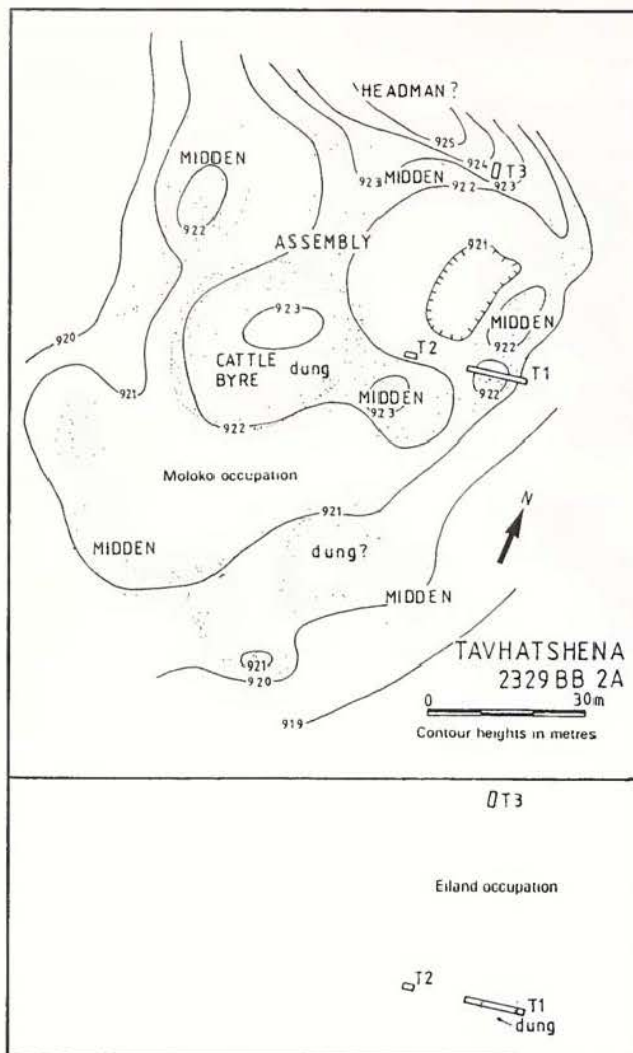 HEADMAN ?
925
MIDDEN
924
T3
923
MIDDEN
922
923
922
ASSEMBLY
921
923
MIDDEN
920
T2
922
CATTLE dung
BYRE
T1
922
921
MIDDEN
923
922
Moloko occupation
N
921
MIDDEN
dung?
MIDDEN
TAVHATSHENA
921
2329 BB 2A
920
0 30m
919
Contour heights in metres
T3
Eiland occupation
T2
T1
dung